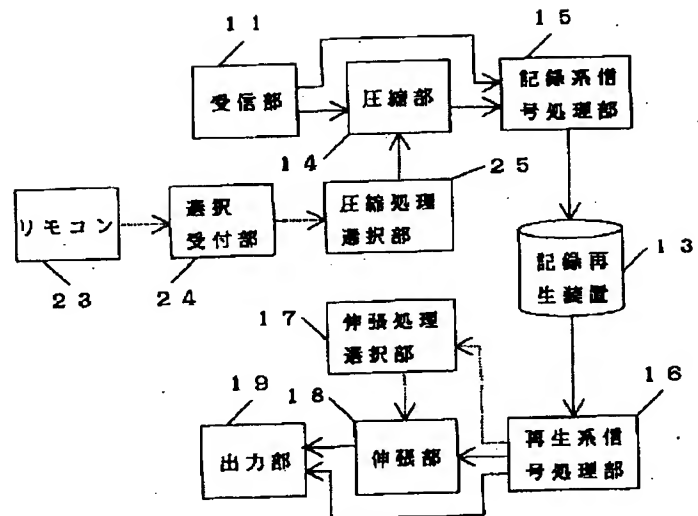 11
15
受信部
圧縮部
記録系信
号処理部
14
25
リモコン
選択
受付部
圧縮処理
選択部
23
24
記録再
生装置
13
17
伸張処理
選択部
19
18
16
出力部
伸張部
再生系信
号処理部